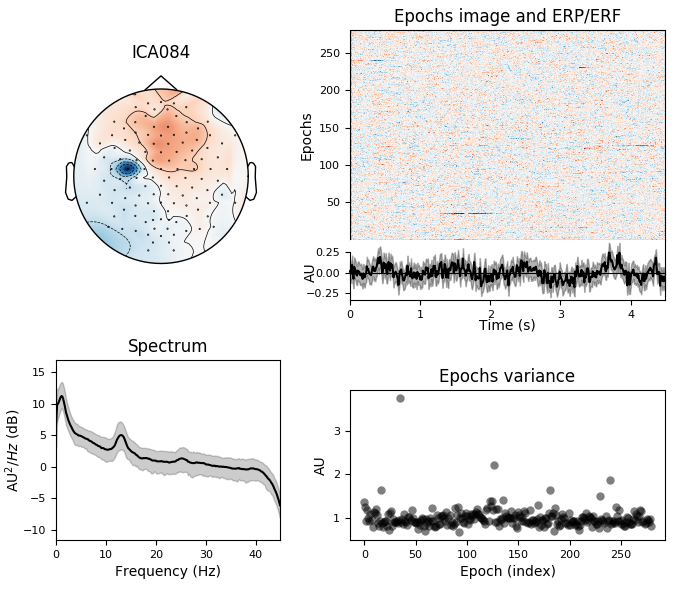 ICA084
Epochs image and ERP/ERF
Epochs
250
200
150
100
50
AU
0.25
0.00
−0.25
0 1 2 3 4
Time (s)
Spectrum
AU²/Hz (dB)
15
10
5
0
−5
−10
0 10 20 30 40
Frequency (Hz)
Epochs variance
AU
3
2
1
0 50 100 150 200 250
Epoch (index)